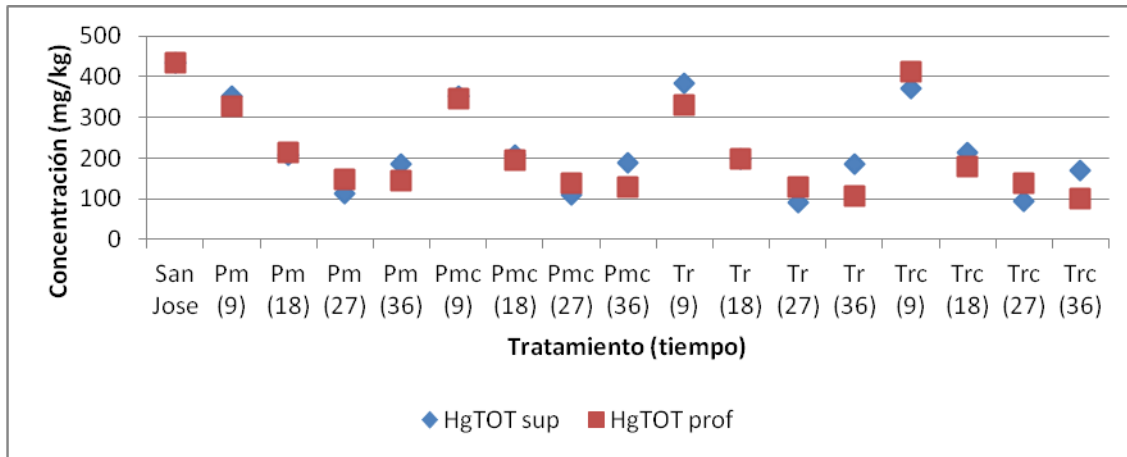 Concentración (mg/kg)
500
400
300
200
100
0
San Jose
Pm (9)
Pm (18)
Pm (27)
Pm (36)
Pmc (9)
Pmc (18)
Pmc (27)
Pmc (36)
Tr (9)
Tr (18)
Tr (27)
Tr (36)
Trc (9)
Trc (18)
Trc (27)
Trc (36)
Tratamiento (tiempo)
HgTOT sup
HgTOT prof